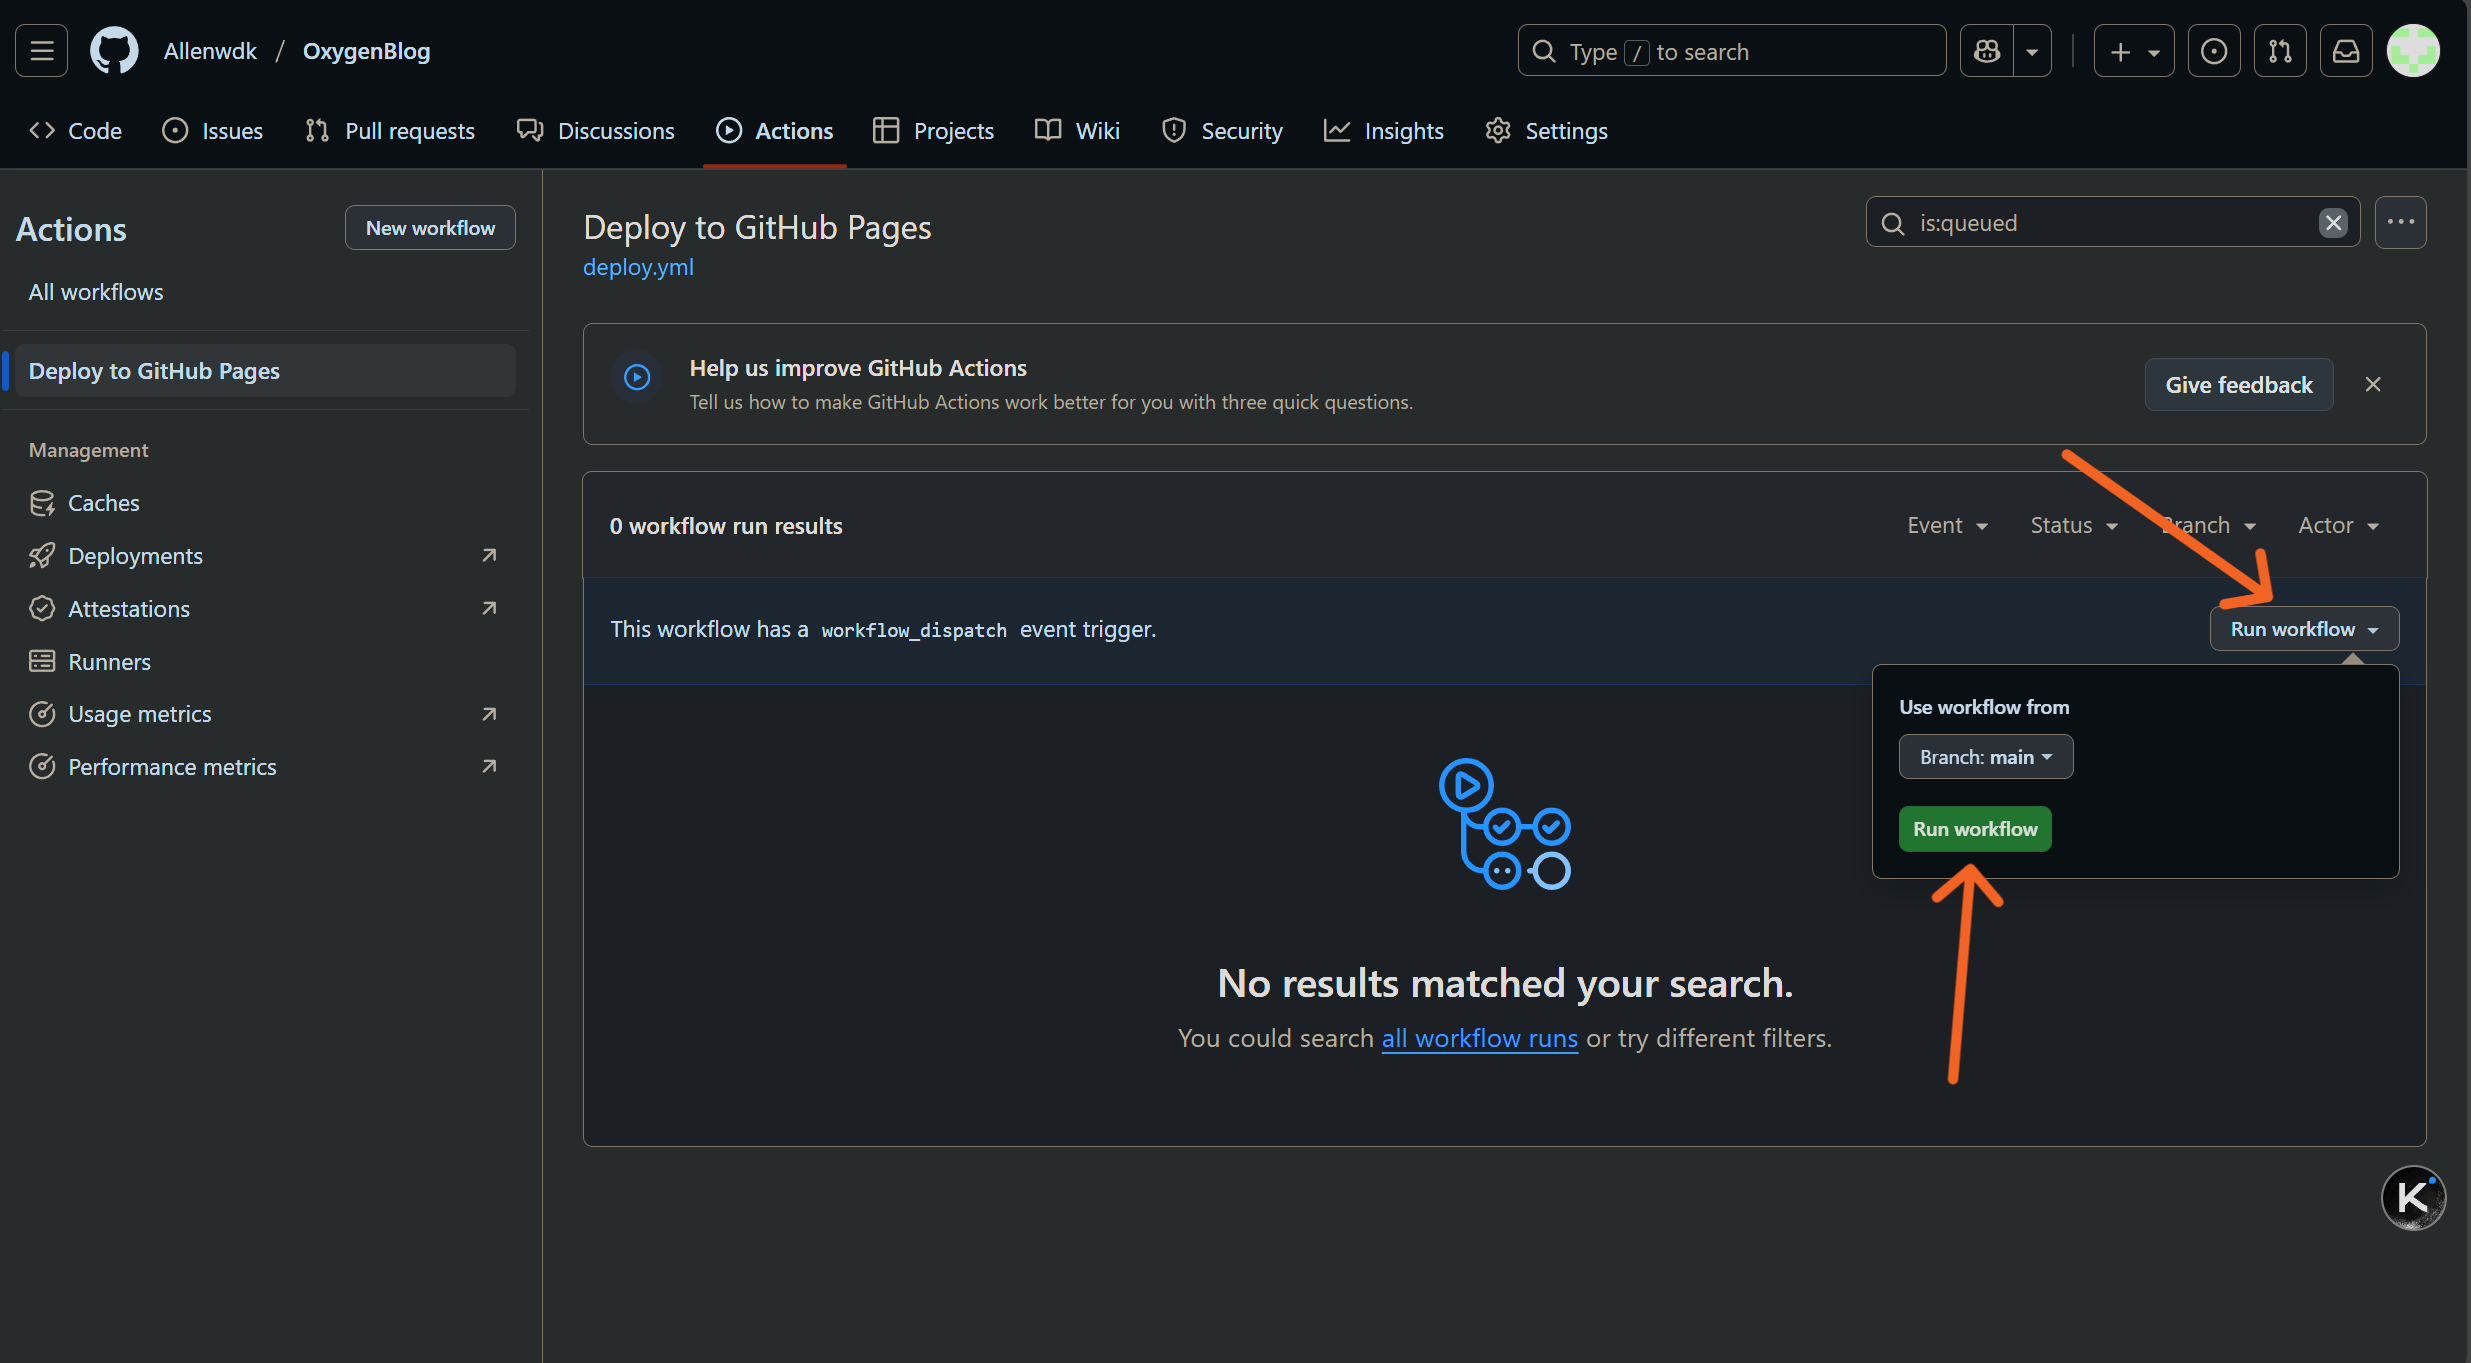 Allenwdk / OxygenBlog
Type / to search
Code
Issues
Pull requests
Discussions
Actions
Projects
Wiki
Security
Insights
Settings
Actions
New workflow
All workflows
Deploy to GitHub Pages
Management
Caches
Deployments
Attestations
Runners
Usage metrics
Performance metrics
Deploy to GitHub Pages
deploy.yml
is:queued
Help us improve GitHub Actions
Tell us how to make GitHub Actions work better for you with three quick questions.
Give feedback
0 workflow run results
Event
Status
Branch
Actor
This workflow has a workflow_dispatch event trigger.
Run workflow
Use workflow from
Branch: main
Run workflow
No results matched your search.
You could search all workflow runs or try different filters.
K